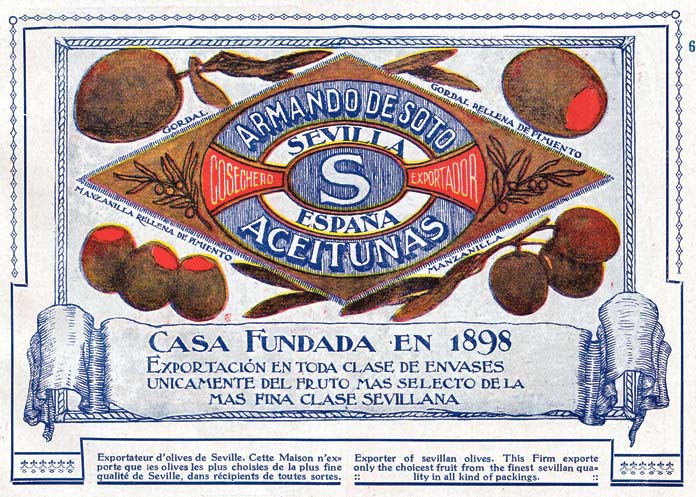 6
GORDAL
GORDAL RELLENA DE PIMIENTO
ARMANDO DE SOTO
SEVILLA
COSECHERO
S
EXPORTADOR
ESPAÑA
ACEITUNAS
MANZANILLA RELLENA DE PIMIENTO
MANZANILLA
CASA FUNDADA EN 1898
EXPORTACIÓN EN TODA CLASE DE ENVASES
UNICAMENTE DEL FRUTO MAS SELECTO DE LA
MAS FINA CLASE SEVILLANA
Exportateur d'olives de Seville. Cette Maison n'ex-
porte que les olives les plus choisies de la plus fine
qualité de Seville, dans récipients de toutes sortes.
Exporter of sevillan olives. This Firm exporte
only the choicest fruit from the finest sevillan qua-
:: lity in all kind of packings. ::